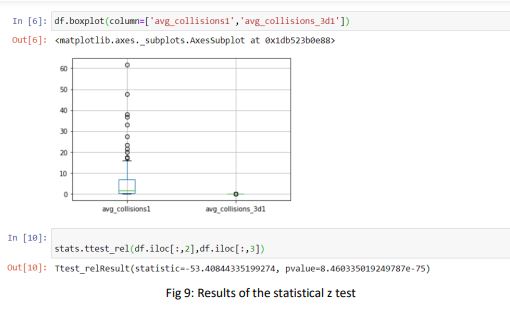 In [6]: df.boxplot(column=['avg_collisions1','avg_collisions_3d1'])
Out[6]: <matplotlib.axes._subplots.AxesSubplot at 0x1db523b0e88>
60
50
40
30
20
10
0
avg_collisions1 avg_collisions_3d1
In [10]:
stats.ttest_rel(df.iloc[:,2],df.iloc[:,3])
Out[10]: Ttest_relResult(statistic=-53.40844335199274, pvalue=8.460335019249787e-75)
Fig 9: Results of the statistical z test